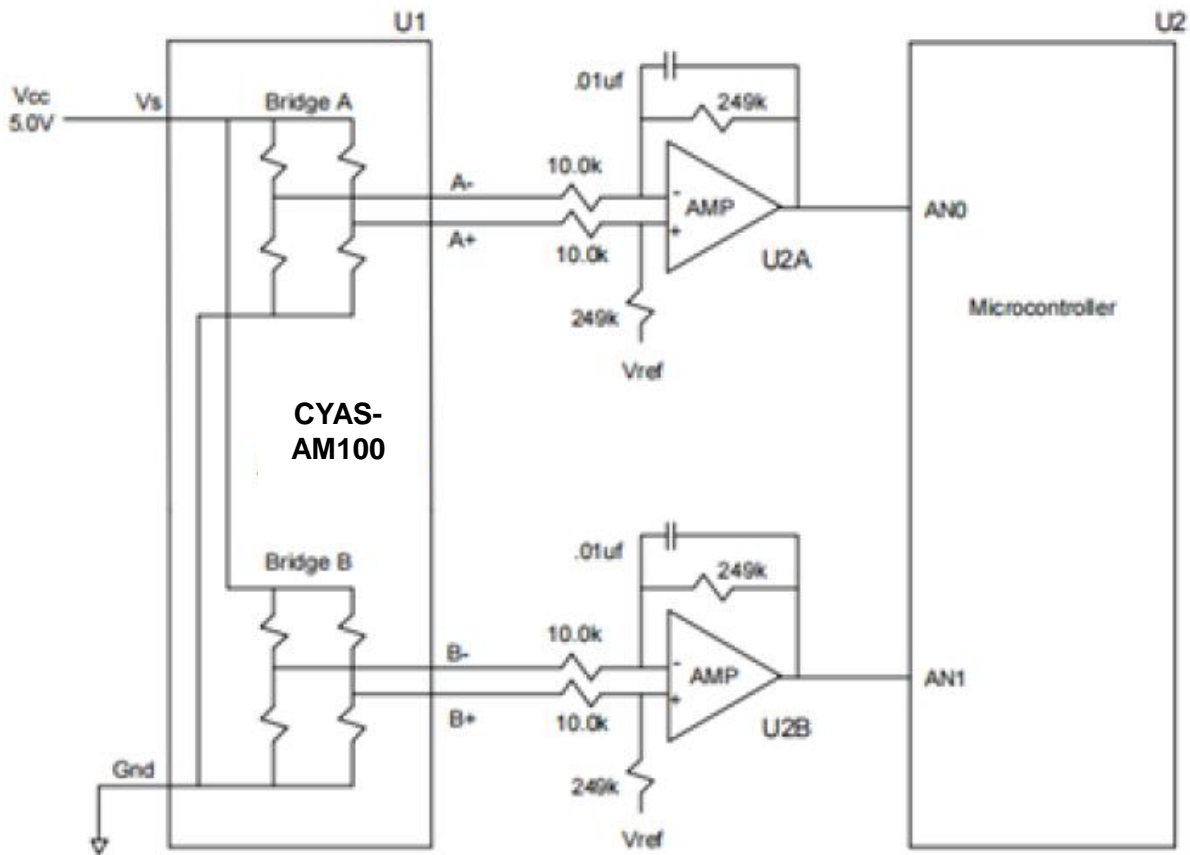 U1
U2
.01uf
249k
Vcc
5.0V
Vs
Bridge A
10.0k
A-
-
AMP
+
AN0
A+
10.0k
U2A
249k
Vref
Microcontroller
CYAS-
AM100
.01uf
249k
Bridge B
10.0k
B-
-
AMP
+
AN1
B+
10.0k
U2B
Gnd
249k
Vref